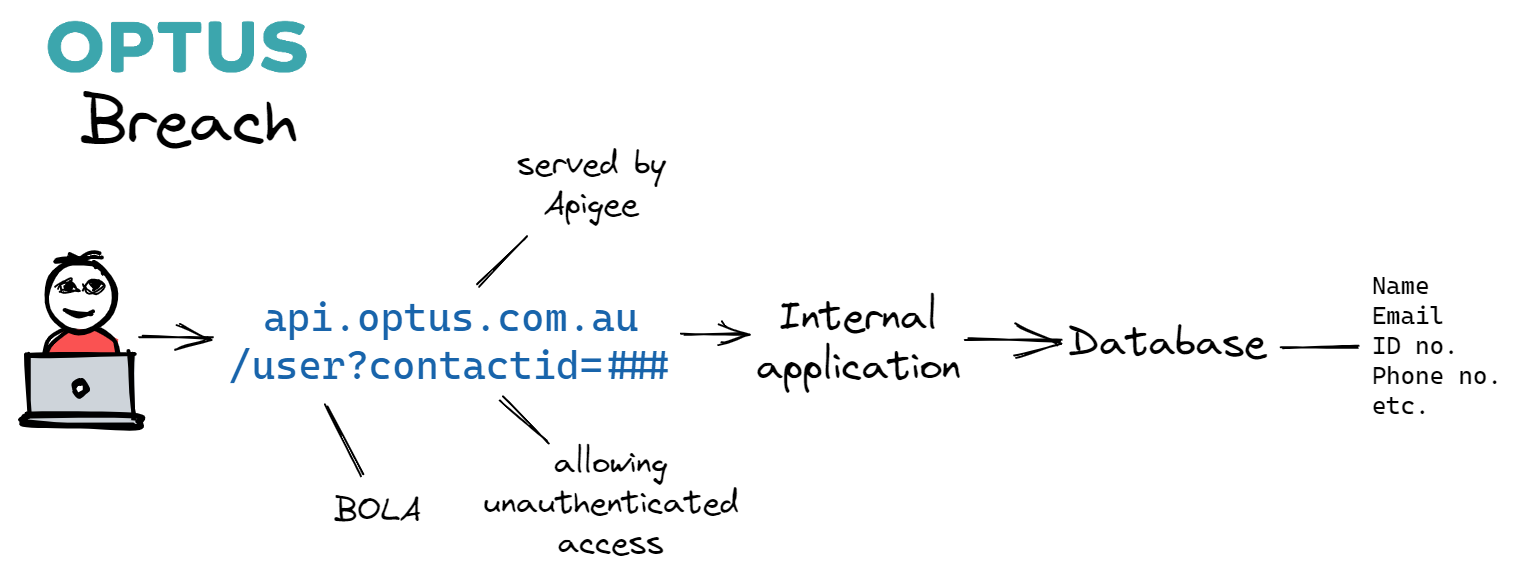 OPTUS
Breach
served by
Apigee
api.optus.com.au
/user?contactid=###
BOLA
allowing
unauthenticated
access
Internal
application
Database
Name
Email
ID no.
Phone no.
etc.